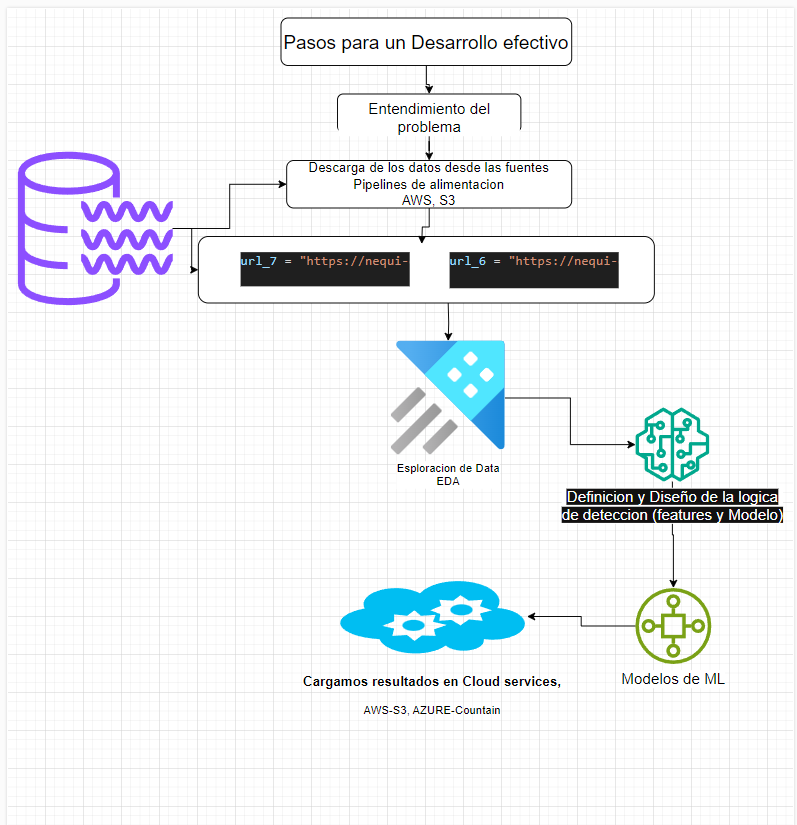 Pasos para un Desarrollo efectivo
Entendimiento del
problema
Descarga de los datos desde las fuentes
Pipelines de alimentacion
AWS, S3
url_7 = "https://nequi-
url_6 = "https://nequi-
Esploracion de Data
EDA
Definicion y Diseño de la logica
de deteccion (features y Modelo)
Modelos de ML
Cargamos resultados en Cloud services,
AWS-S3, AZURE-Countain